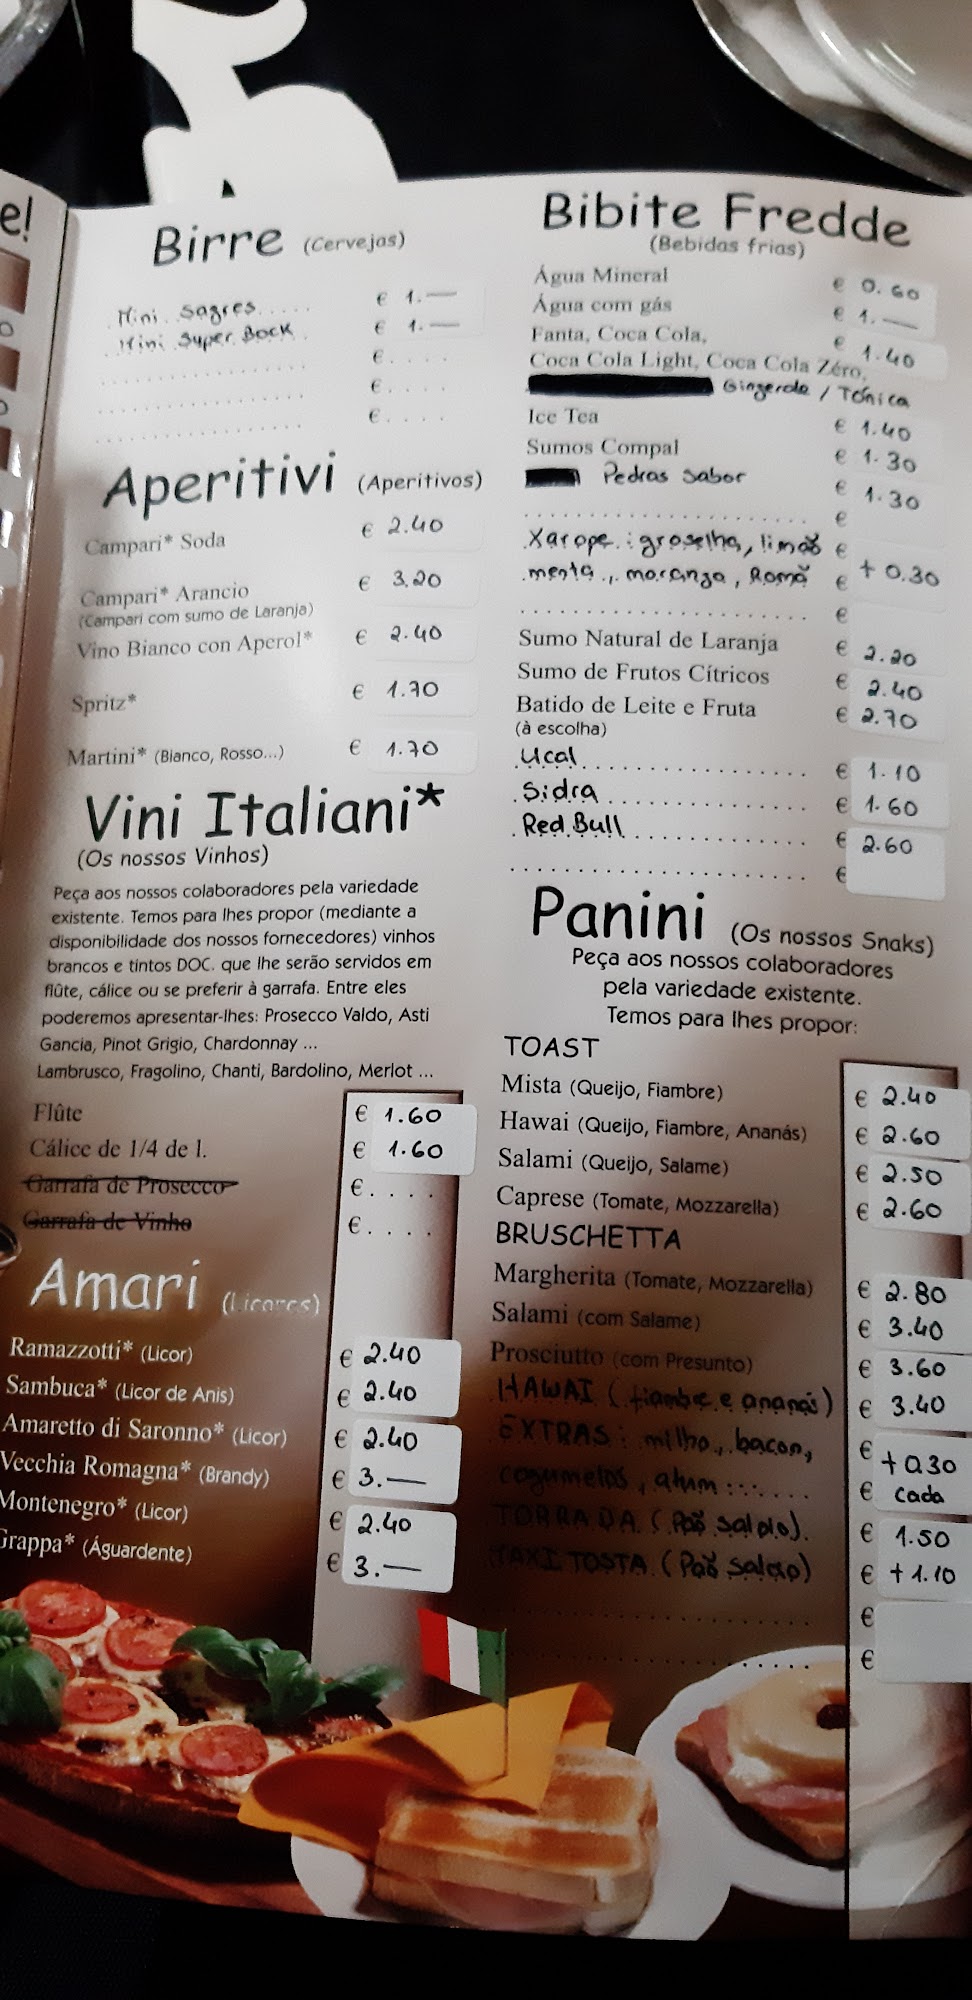 e!
Birre (Cervejas)
Mini Sagres..... € 1.—
Mini Super Bock. € 1.—
€....
€....
€....
Aperitivi (Aperitivos)
Campari* Soda € 2.40
Campari* Arancio € 3.20
(Campari com sumo de Laranja)
Vino Bianco con Aperol* € 2.40
Spritz* € 1.70
Martini* (Bianco, Rosso...) € 1.70
Vini Italiani*
(Os nossos Vinhos)
Peça aos nossos colaboradores pela variedade
existente. Temos para lhes propor (mediante a
disponibilidade dos nossos fornecedores) vinhos
brancos e tintos DOC. que lhe serão servidos em
flûte, cálice ou se preferir à garrafa. Entre eles
poderemos apresentar-lhes: Prosecco Valdo, Asti
Gancia, Pinot Grigio, Chardonnay ...
Lambrusco, Fragolino, Chanti, Bardolino, Merlot ...
Flûte € 1.60
Cálice de 1/4 de l. € 1.60
Garrafa de Prosecco €....
Garrafa de Vinho €....
Amari (Licores)
Ramazzotti* (Licor) € 2.40
Sambuca* (Licor de Anis) € 2.40
Amaretto di Saronno* (Licor) € 2.40
Vecchia Romagna* (Brandy) € 3.—
Montenegro* (Licor) € 2.40
Grappa* (Águardente) € 3.—
Bibite Fredde
(Bebidas frias)
Água Mineral € 0.60
Água com gás € 1.—
Fanta, Coca Cola, € 1.40
Coca Cola Light, Coca Cola Zéro,
Gingerale / Tónica
Ice Tea € 1.40
Sumos Compal € 1.30
Pedras Sabor € 1.30
€
Xarope: groselha, limão €
menta, moranga, Romã € + 0.30
€
Sumo Natural de Laranja € 2.20
Sumo de Frutos Cítricos € 2.40
Batido de Leite e Fruta € 2.70
(à escolha)
Ucal € 1.10
Sidra € 1.60
Red Bull € 2.60
€
Panini (Os nossos Snaks)
Peça aos nossos colaboradores
pela variedade existente.
Temos para lhes propor:
TOAST
Mista (Queijo, Fiambre) € 2.40
Hawai (Queijo, Fiambre, Ananás) € 2.60
Salami (Queijo, Salame) € 2.50
Caprese (Tomate, Mozzarella) € 2.60
BRUSCHETTA
Margherita (Tomate, Mozzarella) € 2.80
Salami (com Salame) € 3.40
Prosciutto (com Presunto) € 3.60
HAWAI (fiambre e ananás) € 3.40
EXTRAS: milho, bacon, € +0.30
cogumelos, atum...... € cada
TORRADA (Pão saloio). € 1.50
MAXI TOSTA (Pão saloio) € +1.10
€
€